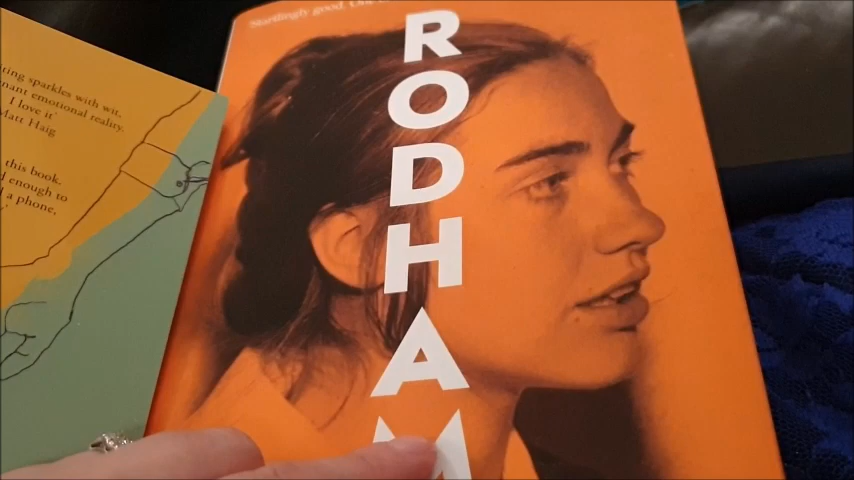 ting sparkles with wit,
nant emotional reality.
I love it'
Matt Haig
this book.
d enough to
d a phone,
Startlingly good. One
R
O
D
H
A
M